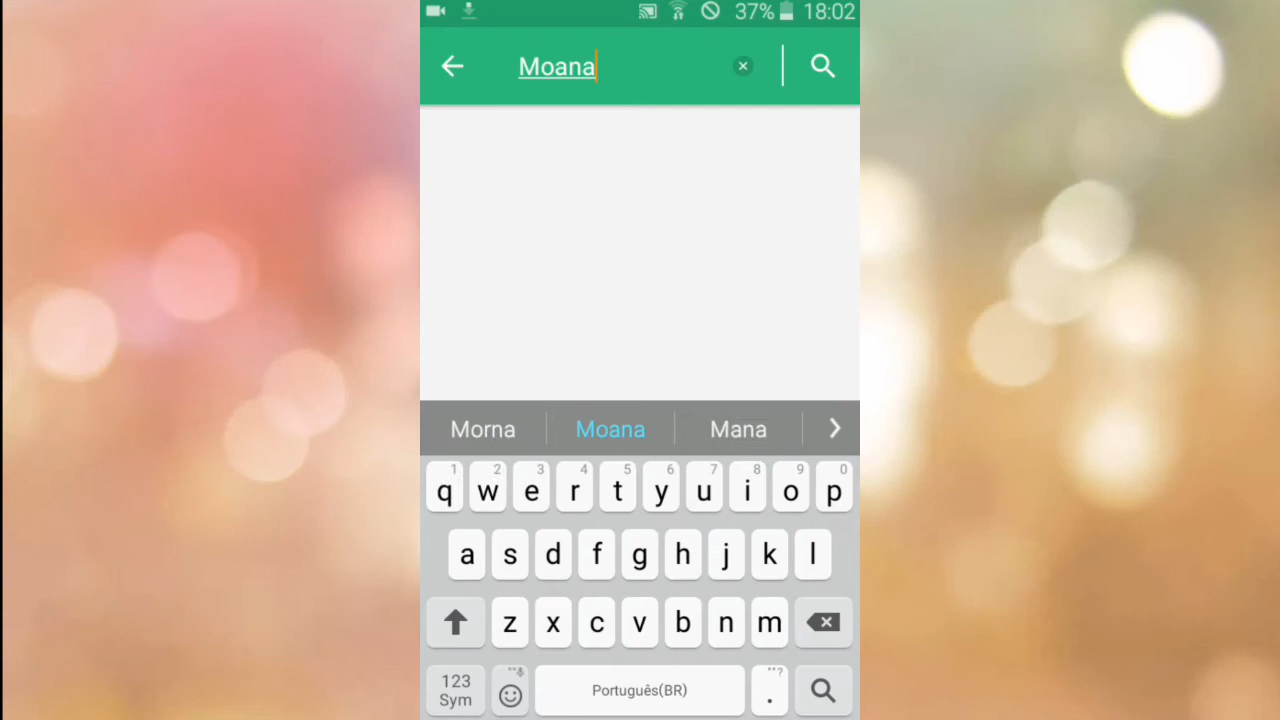 37% 18:02
Moana
Morna Moana Mana
1 2 3 4 5 6 7 8 9 0
q w e r t y u i o p
a s d f g h j k l
z x c v b n m
123 Sym Português(BR) .